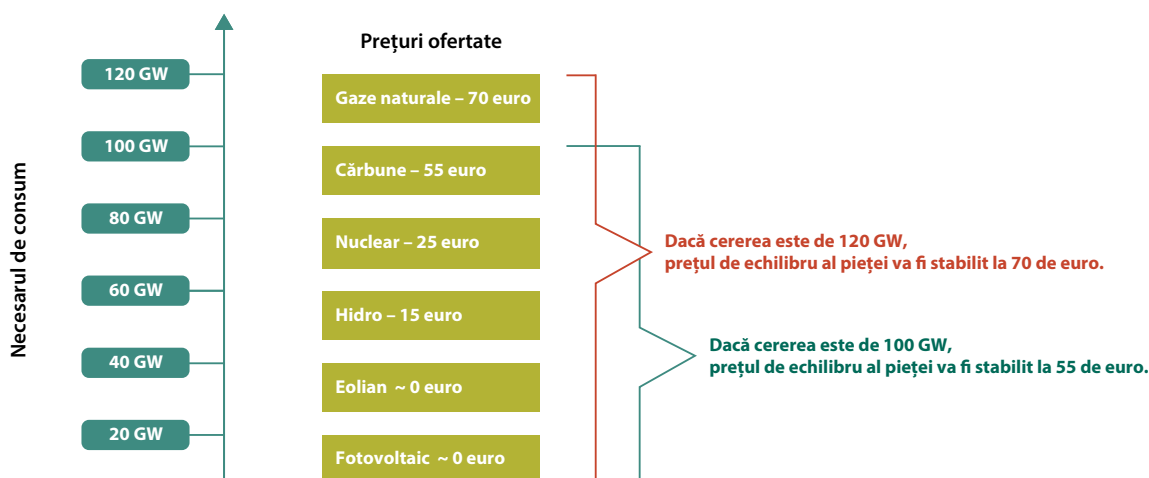 Prețuri ofertate
Necesarul de consum
120 GW
Gaze naturale – 70 euro
100 GW
Cărbune – 55 euro
80 GW
Nuclear – 25 euro
Dacă cererea este de 120 GW,
prețul de echilibru al pieței va fi stabilit la 70 de euro.
60 GW
Hidro – 15 euro
Dacă cererea este de 100 GW,
prețul de echilibru al pieței va fi stabilit la 55 de euro.
40 GW
Eolian ~ 0 euro
20 GW
Fotovoltaic ~ 0 euro